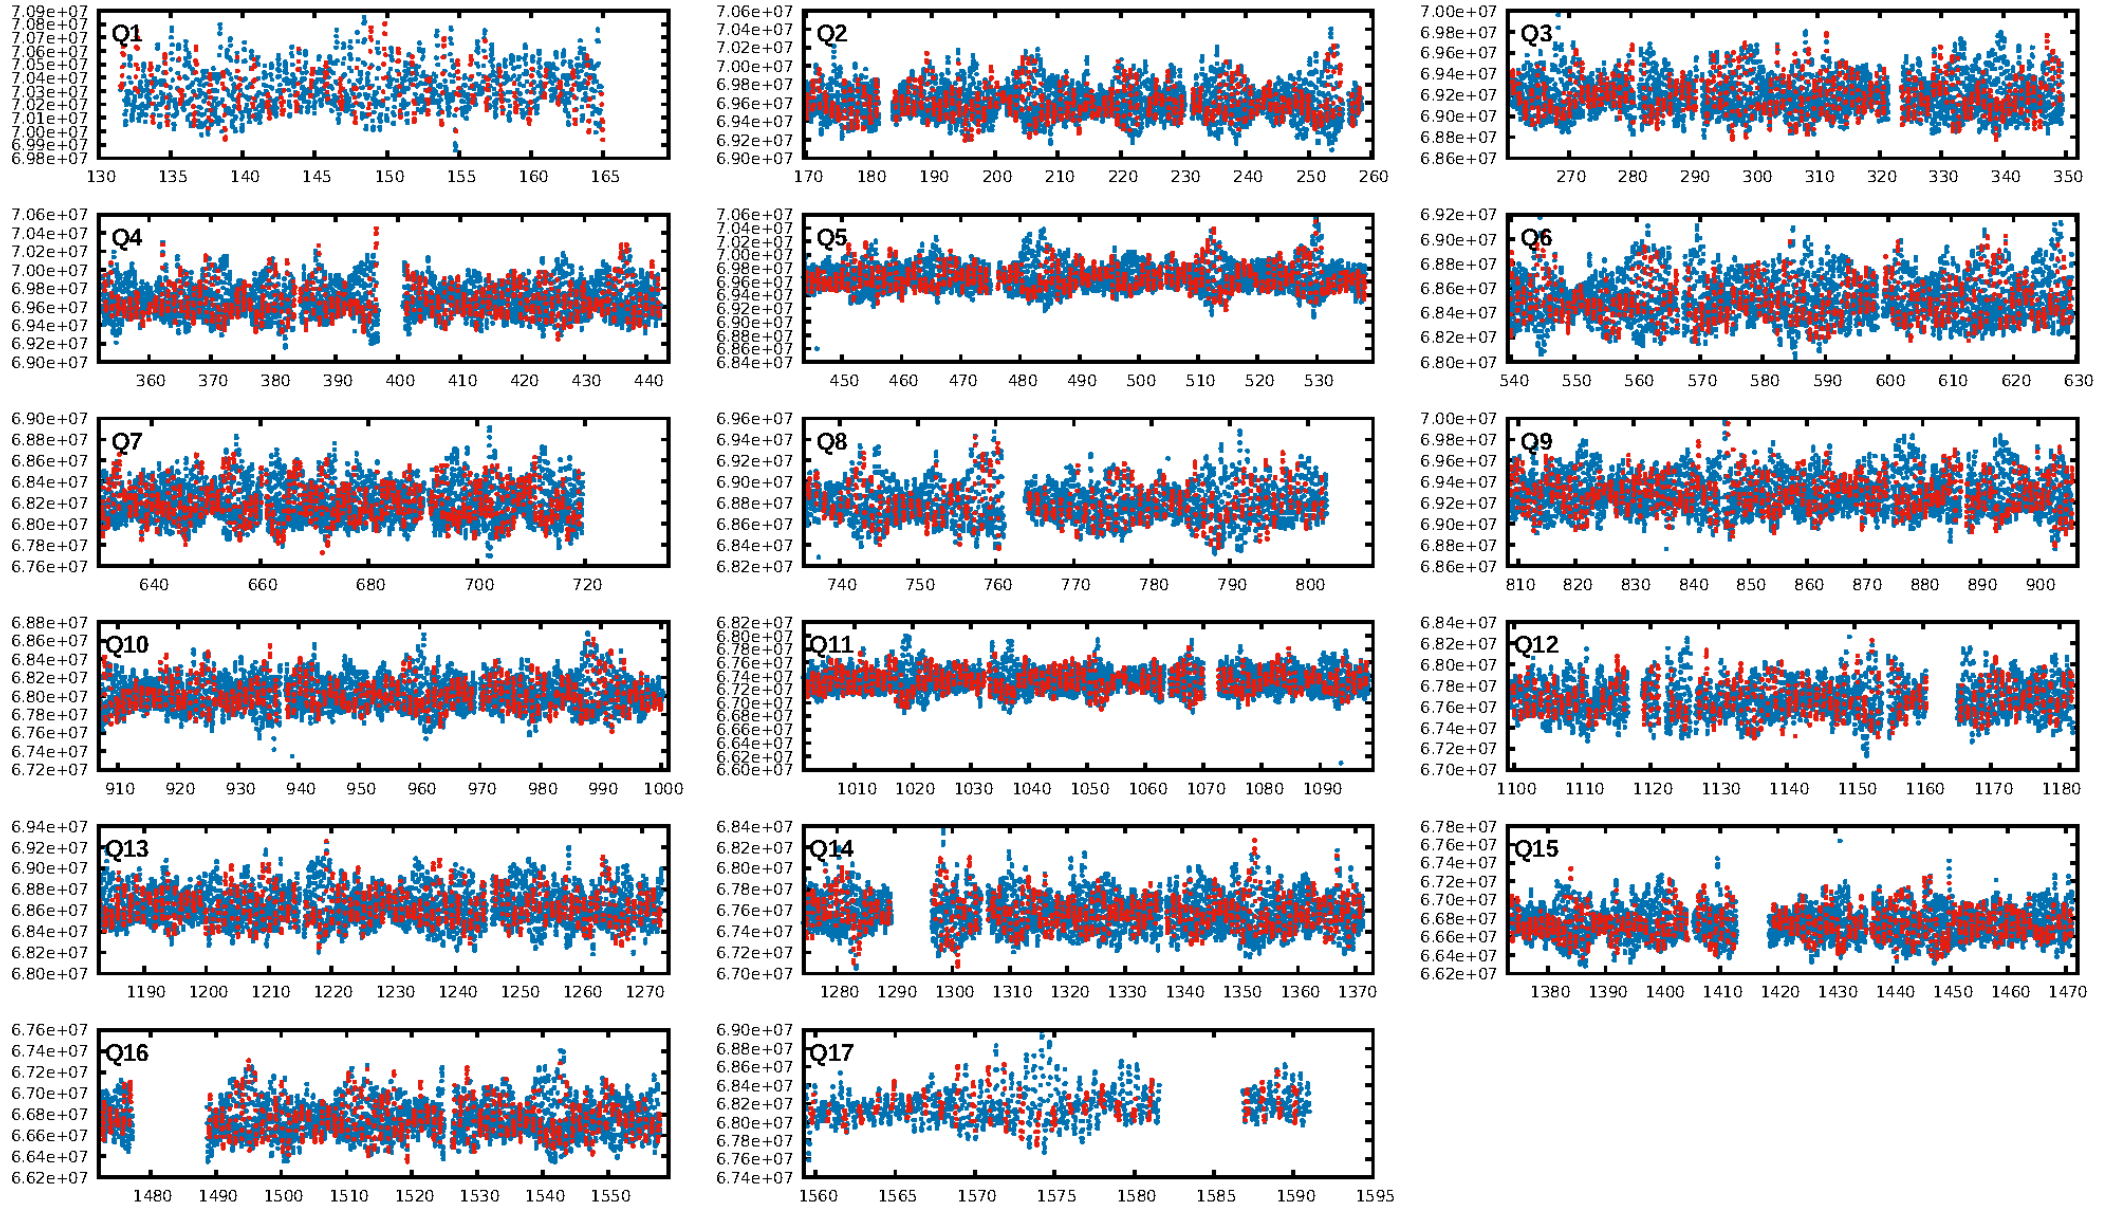 7.09e+07
7.08e+07
7.07e+07
7.06e+07
7.05e+07
7.04e+07
7.03e+07
7.02e+07
7.01e+07
7.00e+07
6.99e+07
6.98e+07
Q1
130 135 140 145 150 155 160 165
7.06e+07
7.04e+07
7.02e+07
7.00e+07
6.98e+07
6.96e+07
6.94e+07
6.92e+07
6.90e+07
Q2
170 180 190 200 210 220 230 240 250 260
7.00e+07
6.98e+07
6.96e+07
6.94e+07
6.92e+07
6.90e+07
6.88e+07
6.86e+07
Q3
270 280 290 300 310 320 330 340 350
7.06e+07
7.04e+07
7.02e+07
7.00e+07
6.98e+07
6.96e+07
6.94e+07
6.92e+07
6.90e+07
Q4
360 370 380 390 400 410 420 430 440
7.06e+07
7.04e+07
7.02e+07
7.00e+07
6.98e+07
6.96e+07
6.94e+07
6.92e+07
6.90e+07
6.88e+07
6.86e+07
6.84e+07
Q5
450 460 470 480 490 500 510 520 530
6.92e+07
6.90e+07
6.88e+07
6.86e+07
6.84e+07
6.82e+07
6.80e+07
Q6
540 550 560 570 580 590 600 610 620 630
6.90e+07
6.88e+07
6.86e+07
6.84e+07
6.82e+07
6.80e+07
6.78e+07
6.76e+07
Q7
640 660 680 700 720
6.96e+07
6.94e+07
6.92e+07
6.90e+07
6.88e+07
6.86e+07
6.84e+07
6.82e+07
Q8
740 750 760 770 780 790 800
7.00e+07
6.98e+07
6.96e+07
6.94e+07
6.92e+07
6.90e+07
6.88e+07
6.86e+07
Q9
810 820 830 840 850 860 870 880 890 900
6.88e+07
6.86e+07
6.84e+07
6.82e+07
6.80e+07
6.78e+07
6.76e+07
6.74e+07
6.72e+07
Q10
910 920 930 940 950 960 970 980 990 1000
6.82e+07
6.80e+07
6.78e+07
6.76e+07
6.74e+07
6.72e+07
6.70e+07
6.68e+07
6.66e+07
6.64e+07
6.62e+07
6.60e+07
Q11
1010 1020 1030 1040 1050 1060 1070 1080 1090
6.84e+07
6.82e+07
6.80e+07
6.78e+07
6.76e+07
6.74e+07
6.72e+07
6.70e+07
Q12
1100 1110 1120 1130 1140 1150 1160 1170 1180
6.94e+07
6.92e+07
6.90e+07
6.88e+07
6.86e+07
6.84e+07
6.82e+07
6.80e+07
Q13
1190 1200 1210 1220 1230 1240 1250 1260 1270
6.84e+07
6.82e+07
6.80e+07
6.78e+07
6.76e+07
6.74e+07
6.72e+07
6.70e+07
Q14
1280 1290 1300 1310 1320 1330 1340 1350 1360 1370
6.78e+07
6.76e+07
6.74e+07
6.72e+07
6.70e+07
6.68e+07
6.66e+07
6.64e+07
6.62e+07
Q15
1380 1390 1400 1410 1420 1430 1440 1450 1460 1470
6.76e+07
6.74e+07
6.72e+07
6.70e+07
6.68e+07
6.66e+07
6.64e+07
6.62e+07
Q16
1480 1490 1500 1510 1520 1530 1540 1550
6.90e+07
6.88e+07
6.86e+07
6.84e+07
6.82e+07
6.80e+07
6.78e+07
6.76e+07
6.74e+07
Q17
1560 1565 1570 1575 1580 1585 1590 1595